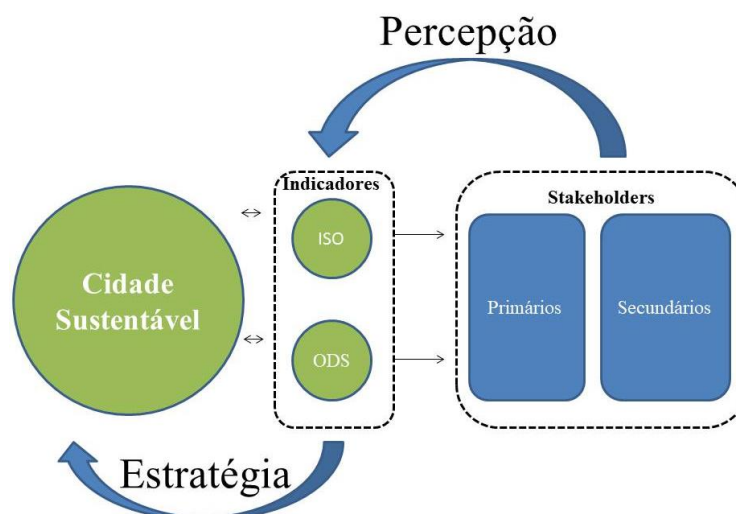 Percepção
Indicadores
Stakeholders
ISO
Cidade
Sustentável
Primários
Secundários
ODS
Estratégia